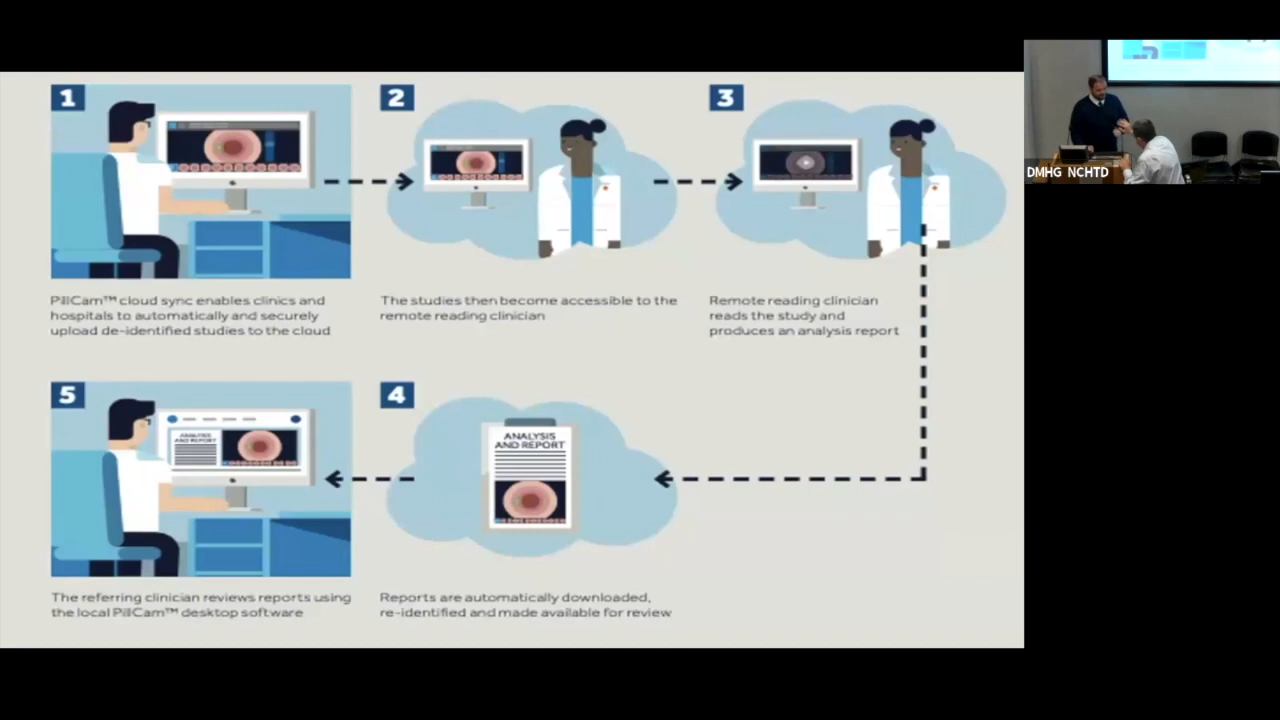 1
PillCam™ cloud sync enables clinics and
hospitals to automatically and securely
upload de-identified studies to the cloud
2
The studies then become accessible to the
remote reading clinician
3
Remote reading clinician
reads the study and
produces an analysis report
DMHG NCHTD
5
ANALYSIS
AND REPORT
The referring clinician reviews reports using
the local PillCam™ desktop software
4
ANALYSIS
AND REPORT
Reports are automatically downloaded,
re-identified and made available for review